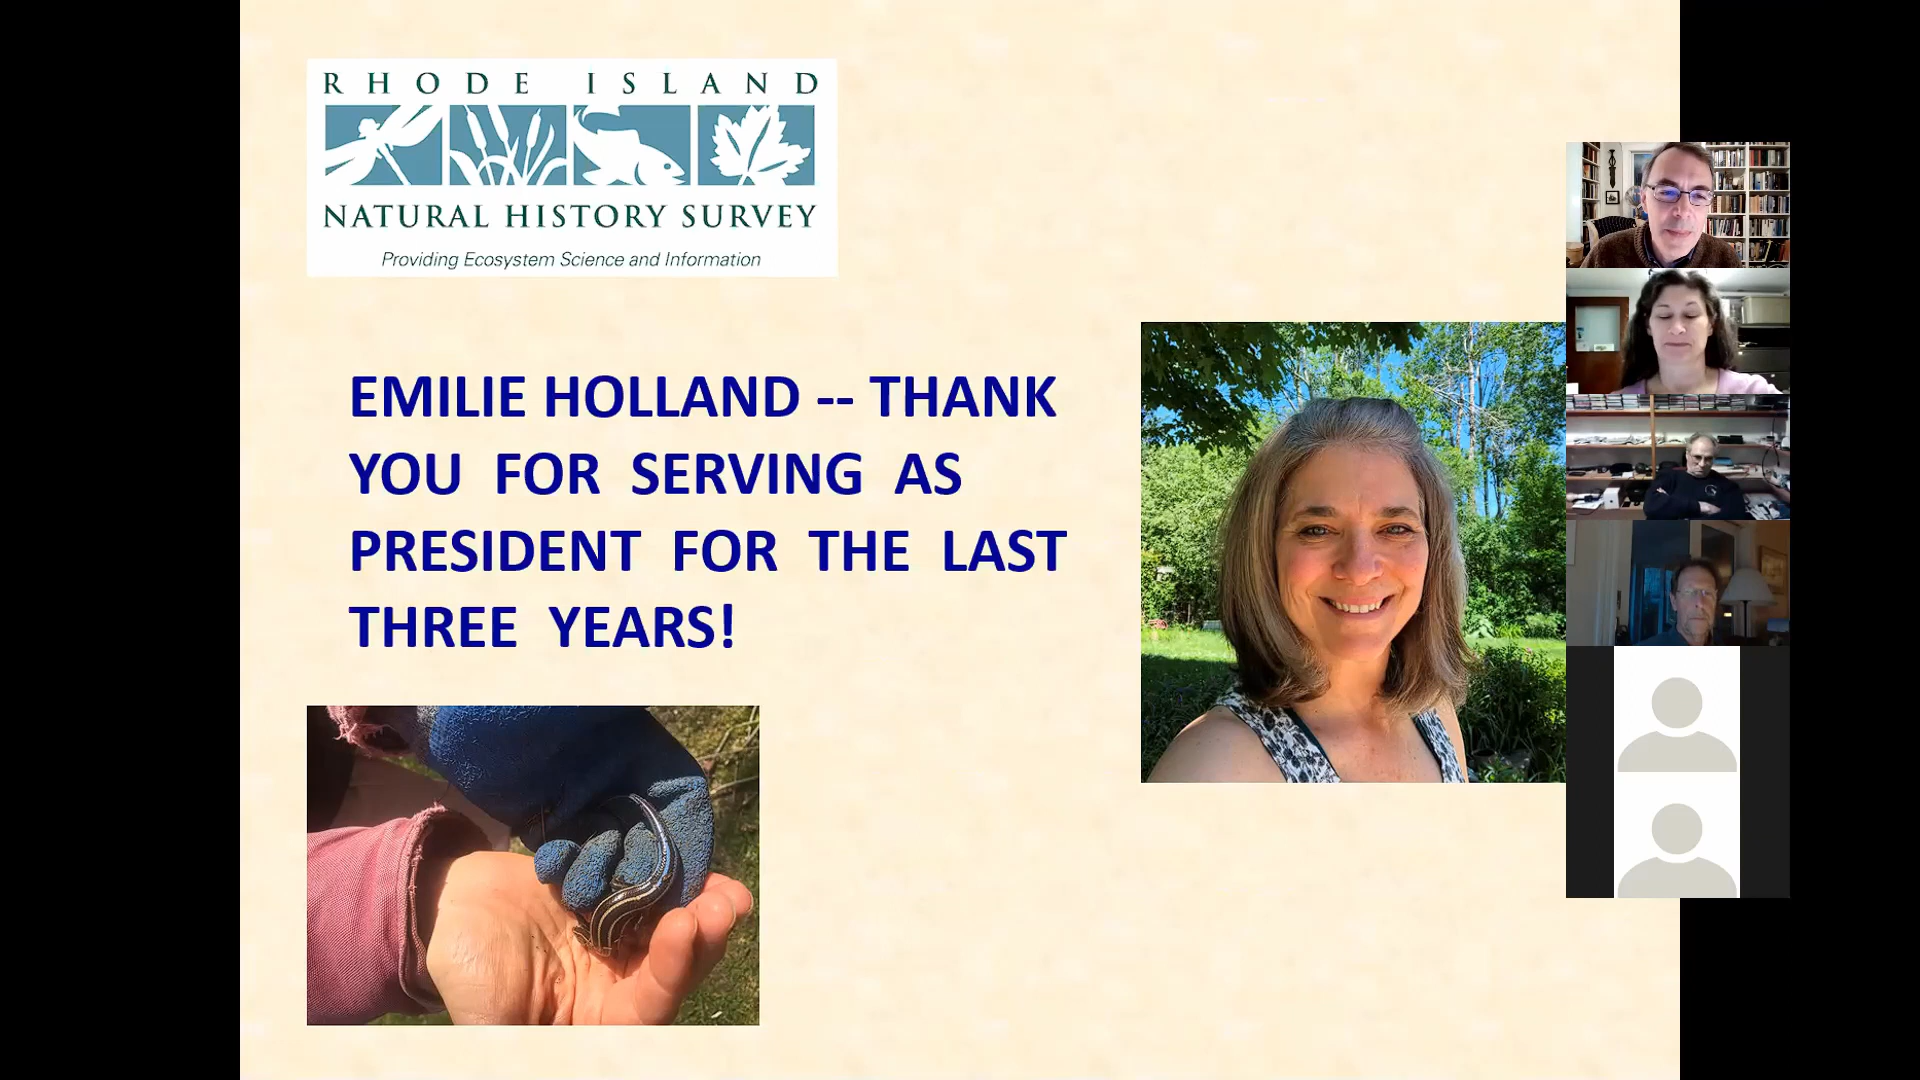 RHODE ISLAND
NATURAL HISTORY SURVEY
Providing Ecosystem Science and Information
EMILIE HOLLAND -- THANK
YOU FOR SERVING AS
PRESIDENT FOR THE LAST
THREE YEARS!